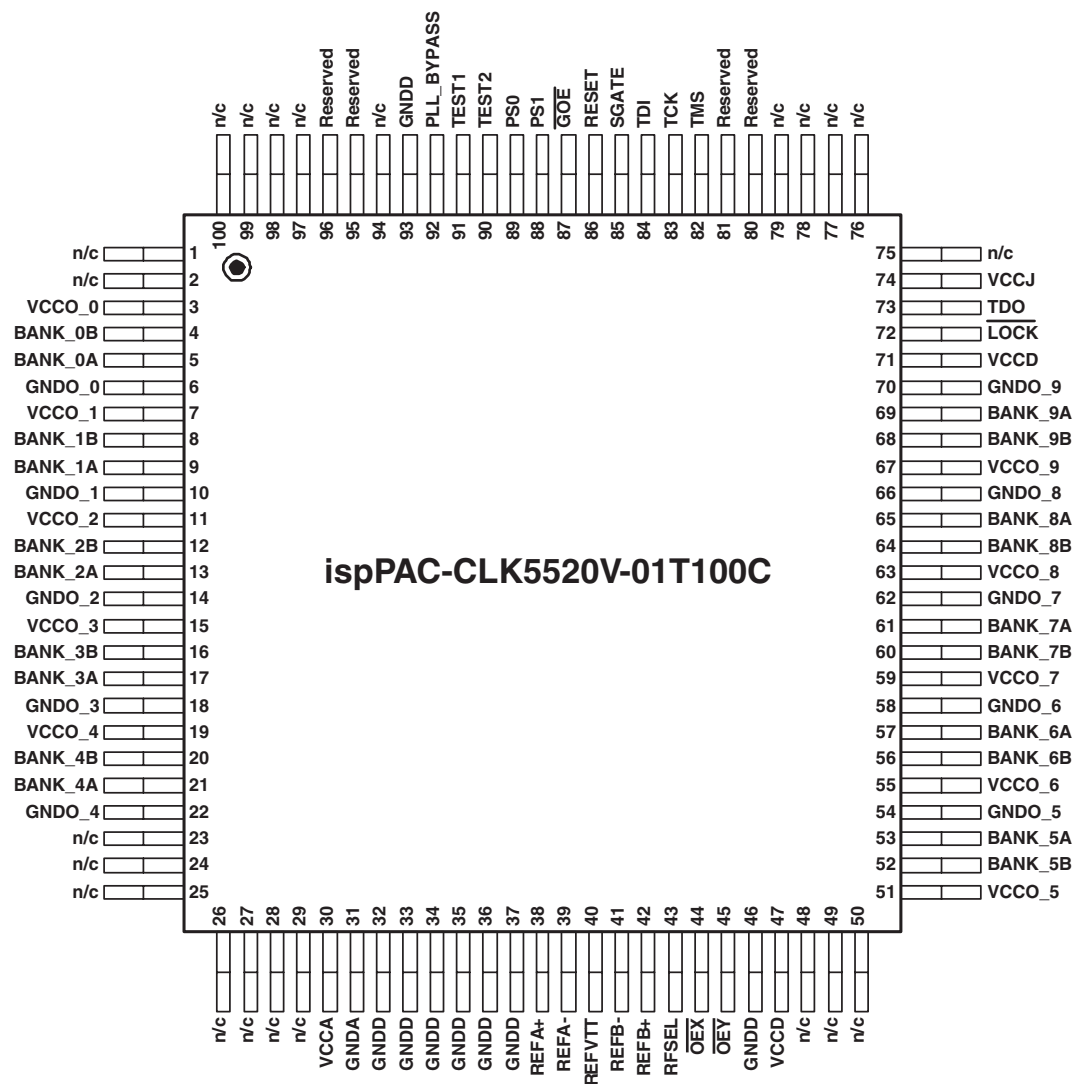 n/c 100
n/c 99
n/c 98
n/c 97
Reserved 96
Reserved 95
n/c 94
GNDD 93
PLL_BYPASS 92
TEST1 91
TEST2 90
PS0 89
PS1 88
GOE 87
RESET 86
SGATE 85
TDI 84
TCK 83
TMS 82
Reserved 81
Reserved 80
n/c 79
n/c 78
n/c 77
n/c 76
n/c 1
n/c 2
VCCO_0 3
BANK_0B 4
BANK_0A 5
GNDO_0 6
VCCO_1 7
BANK_1B 8
BANK_1A 9
GNDO_1 10
VCCO_2 11
BANK_2B 12
BANK_2A 13
GNDO_2 14
VCCO_3 15
BANK_3B 16
BANK_3A 17
GNDO_3 18
VCCO_4 19
BANK_4B 20
BANK_4A 21
GNDO_4 22
n/c 23
n/c 24
n/c 25
ispPAC-CLK5520V-01T100C
75 n/c
74 VCCJ
73 TDO
72 LOCK
71 VCCD
70 GNDO_9
69 BANK_9A
68 BANK_9B
67 VCCO_9
66 GNDO_8
65 BANK_8A
64 BANK_8B
63 VCCO_8
62 GNDO_7
61 BANK_7A
60 BANK_7B
59 VCCO_7
58 GNDO_6
57 BANK_6A
56 BANK_6B
55 VCCO_6
54 GNDO_5
53 BANK_5A
52 BANK_5B
51 VCCO_5
26 n/c
27 n/c
28 n/c
29 n/c
30 VCCA
31 GNDA
32 GNDD
33 GNDD
34 GNDD
35 GNDD
36 GNDD
37 GNDD
38 REFA+
39 REFA-
40 REFVTT
41 REFB-
42 REFB+
43 RFSEL
44 OEX
45 OEY
46 GNDD
47 VCCD
48 n/c
49 n/c
50 n/c